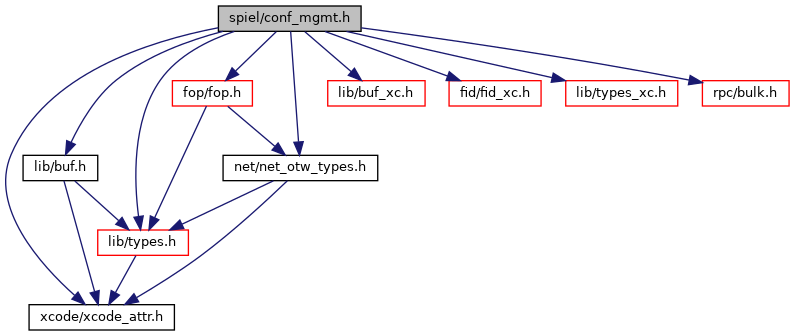 spiel/conf_mgmt.h
fop/fop.h
lib/buf_xc.h
fid/fid_xc.h
lib/types_xc.h
rpc/bulk.h
lib/buf.h
net/net_otw_types.h
lib/types.h
xcode/xcode_attr.h